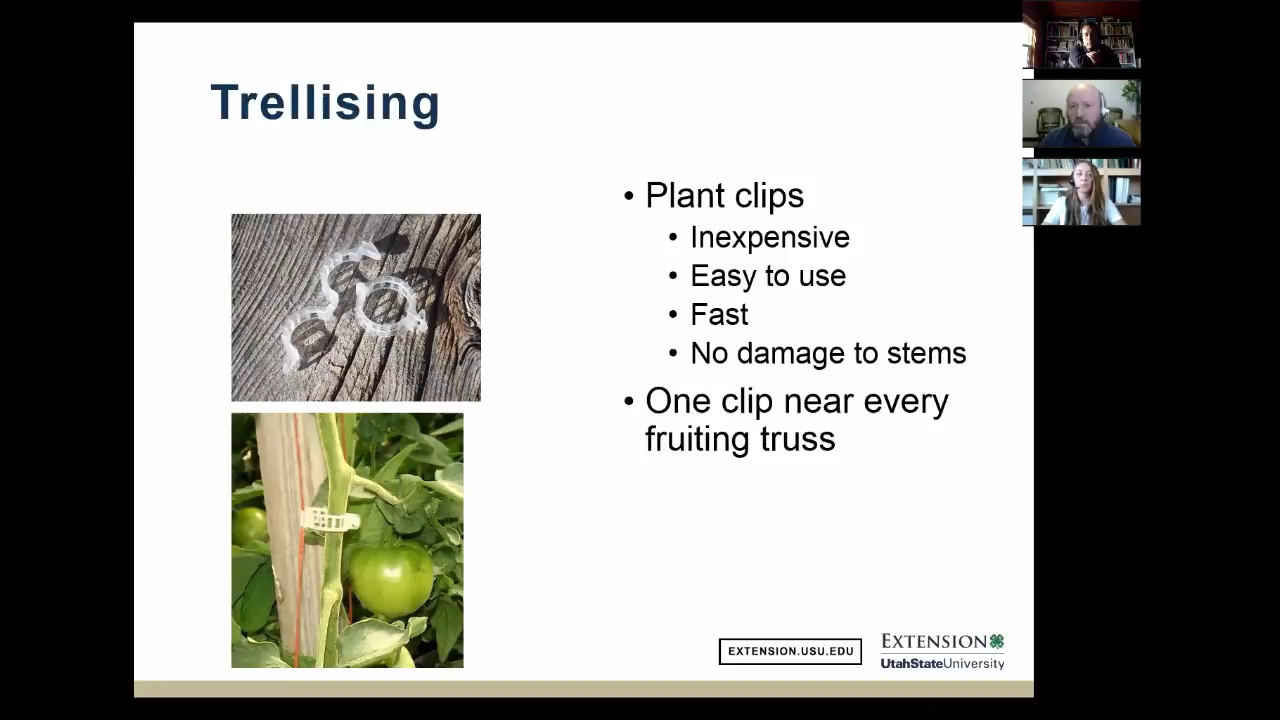 Trellising
• Plant clips
• Inexpensive
• Easy to use
• Fast
• No damage to stems
• One clip near every
fruiting truss
EXTENSION.USU.EDU
EXTENSION
UtahStateUniversity